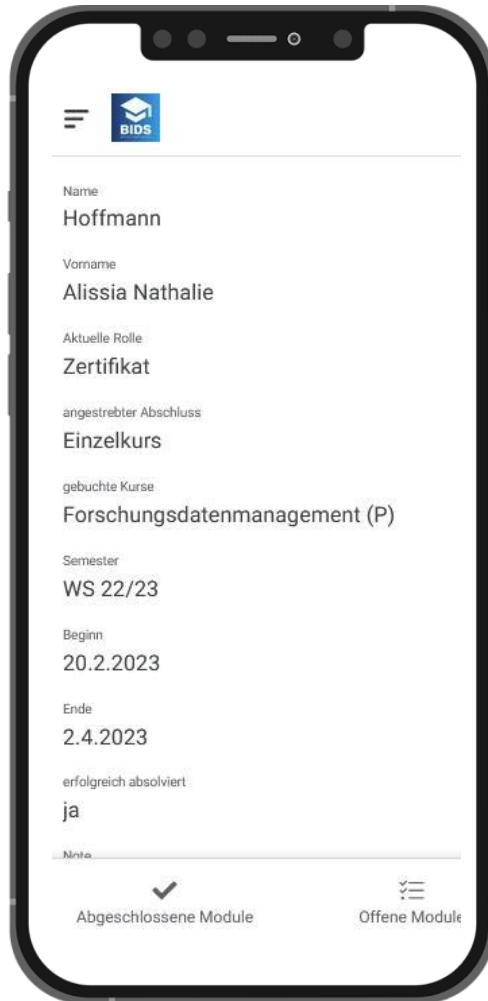 BIDS
Name
Hoffmann
Vorname
Alissia Nathalie
Aktuelle Rolle
Zertifikat
angestrebter Abschluss
Einzelkurs
gebuchte Kurse
Forschungsdatenmanagement (P)
Semester
WS 22/23
Beginn
20.2.2023
Ende
2.4.2023
erfolgreich absolviert
ja
Note
Abgeschlossene Module
Offene Module